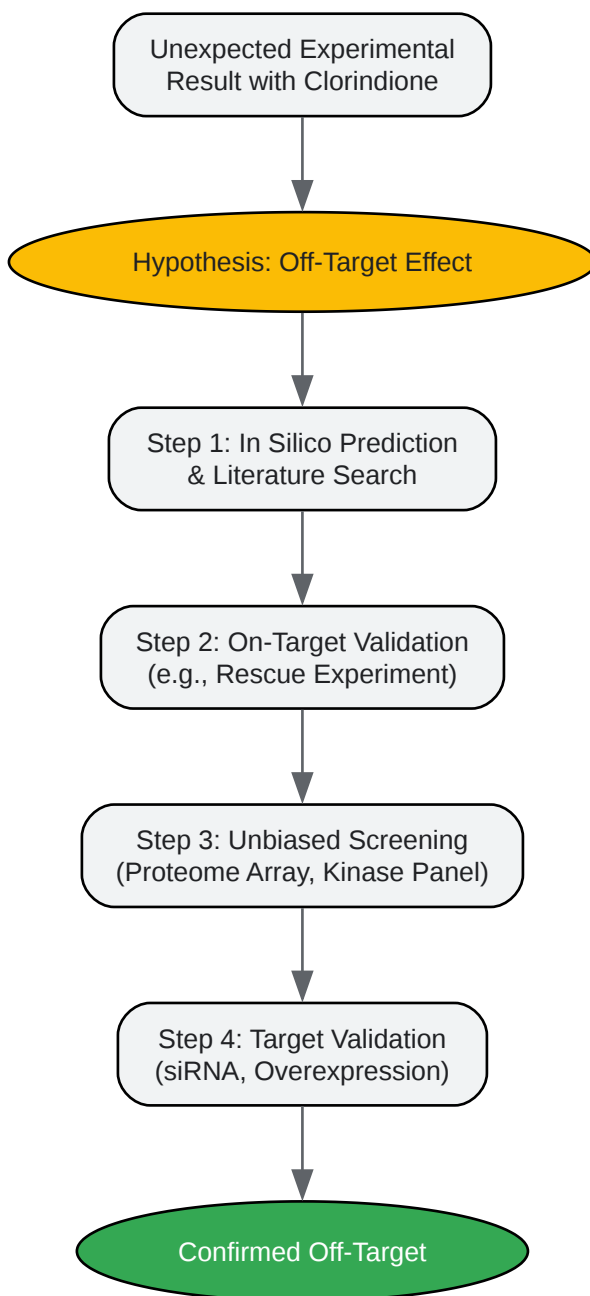 Unexpected Experimental
Result with Clorindione
Hypothesis: Off-Target Effect
Step 1: In Silico Prediction
& Literature Search
Step 2: On-Target Validation
(e.g., Rescue Experiment)
Step 3: Unbiased Screening
(Proteome Array, Kinase Panel)
Step 4: Target Validation
(siRNA, Overexpression)
Confirmed Off-Target